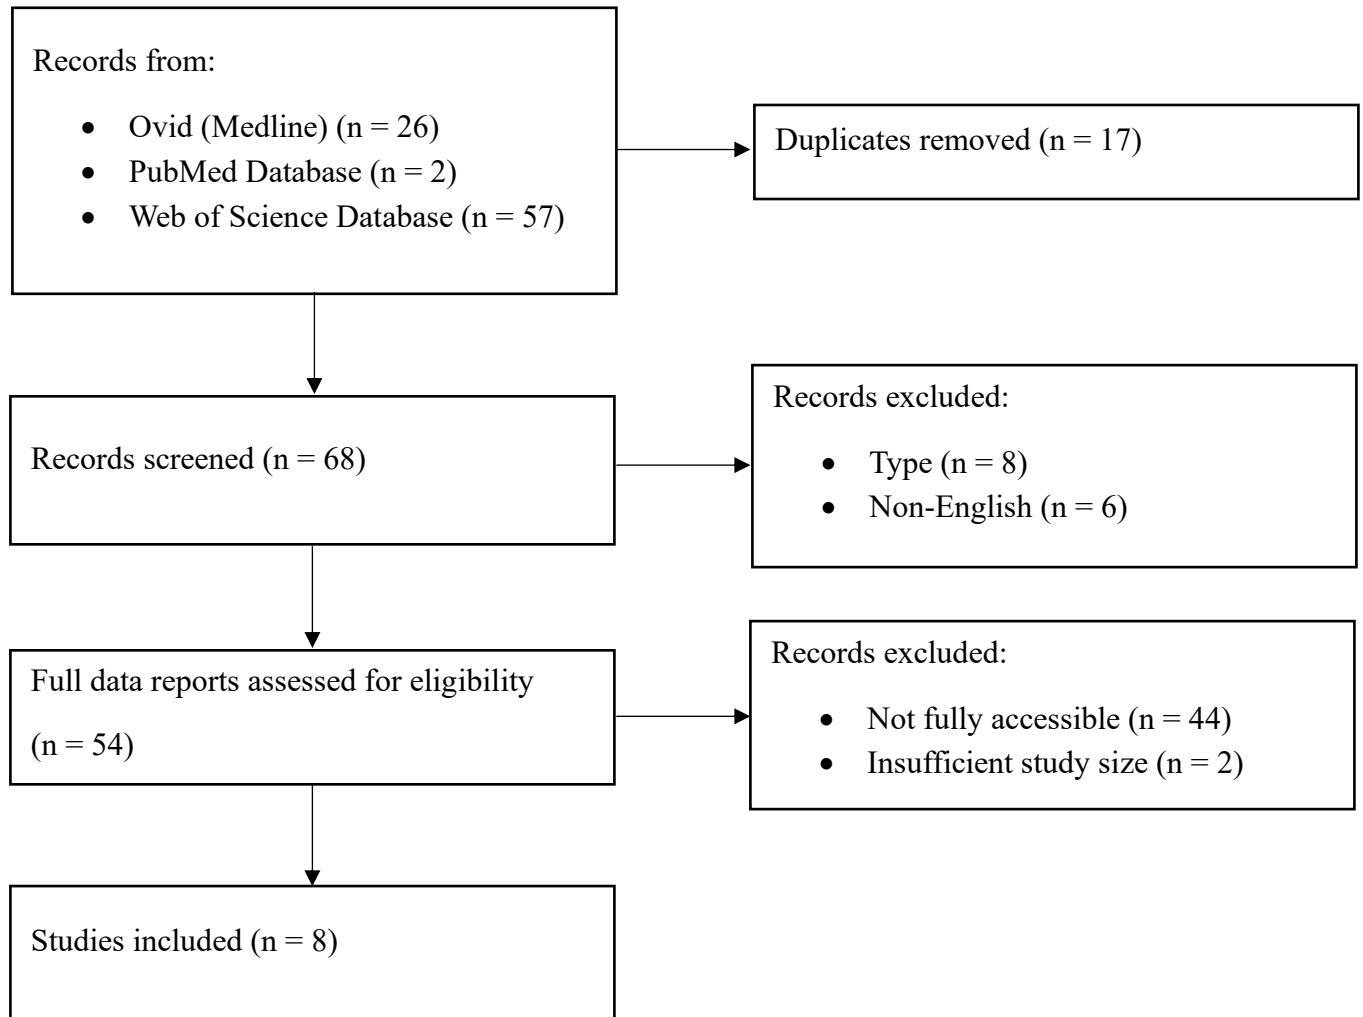 Records from:
• Ovid (Medline) (n = 26)
• PubMed Database (n = 2)
• Web of Science Database (n = 57)
Duplicates removed (n = 17)
Records screened (n = 68)
Records excluded:
• Type (n = 8)
• Non-English (n = 6)
Full data reports assessed for eligibility
(n = 54)
Records excluded:
• Not fully accessible (n = 44)
• Insufficient study size (n = 2)
Studies included (n = 8)